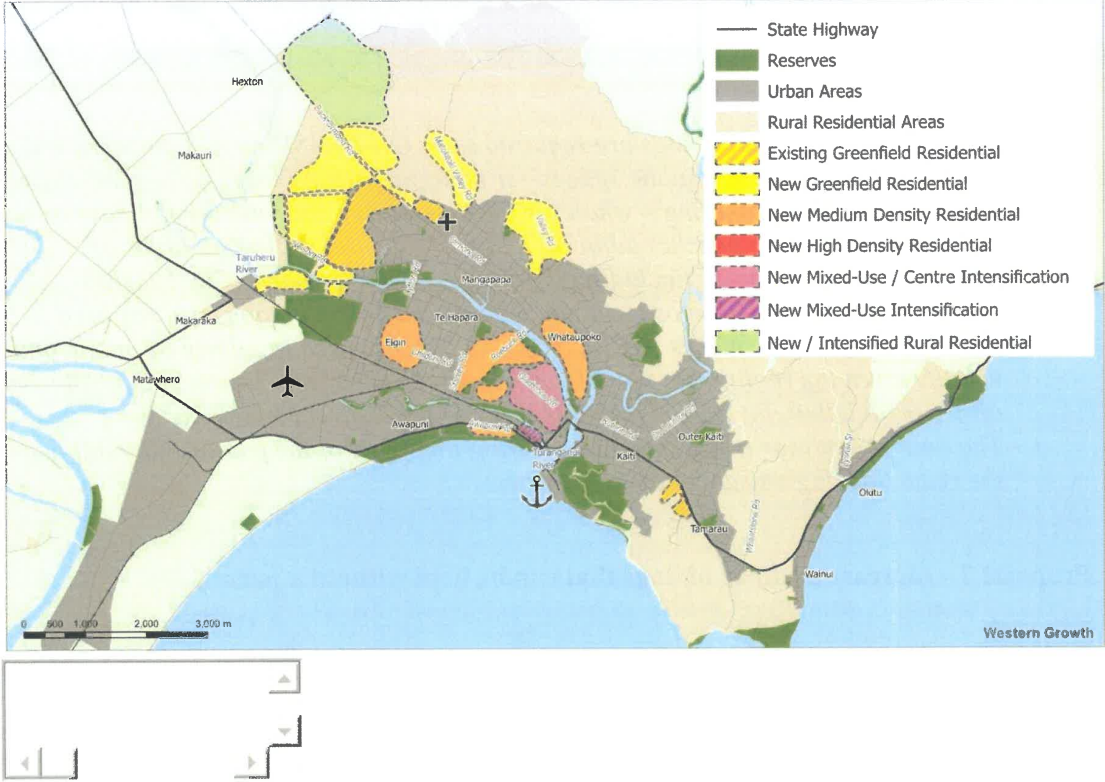 State Highway
Reserves
Urban Areas
Rural Residential Areas
Existing Greenfield Residential
New Greenfield Residential
New Medium Density Residential
New High Density Residential
New Mixed-Use / Centre Intensification
New Mixed-Use Intensification
New / Intensified Rural Residential
Hexton
Makauri
Valley Rd
Taruheru
River
Mangapapa
Makaraka
Te Hapara
Whataupoko
Elgin
Matawhero
Awapuni
Outer Kaiti
Kaiti
River
Okitu
Tamarau
Wainui
0 500 1,000 2,000 3,000 m
Western Growth